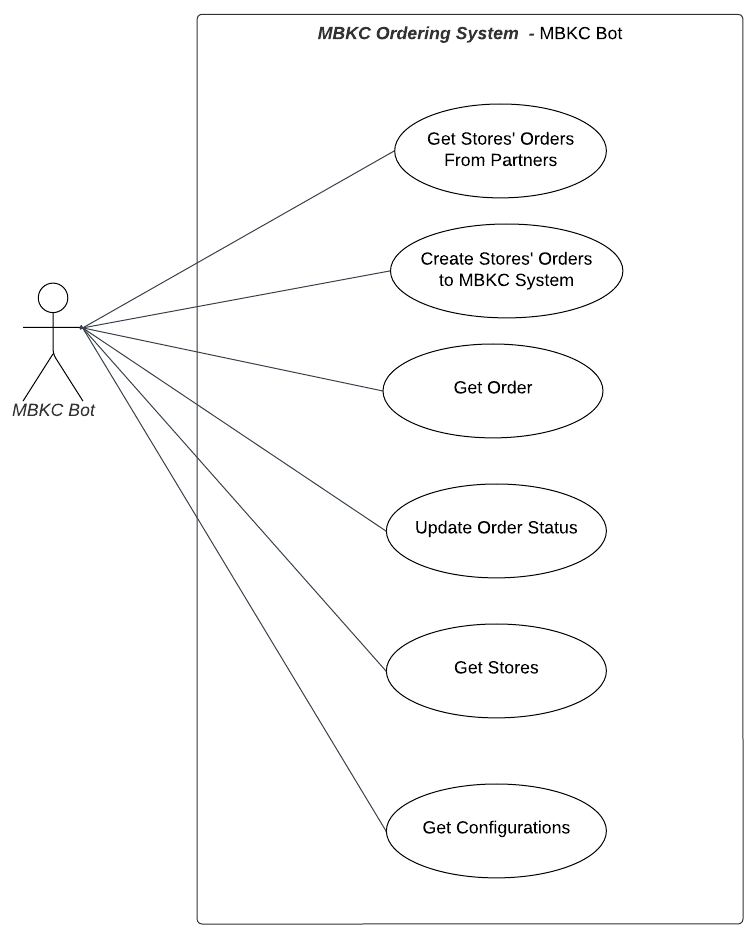 MBKC Ordering System - MBKC Bot
Get Stores' Orders
From Partners
Create Stores' Orders
to MBKC System
Get Order
MBKC Bot
Update Order Status
Get Stores
Get Configurations